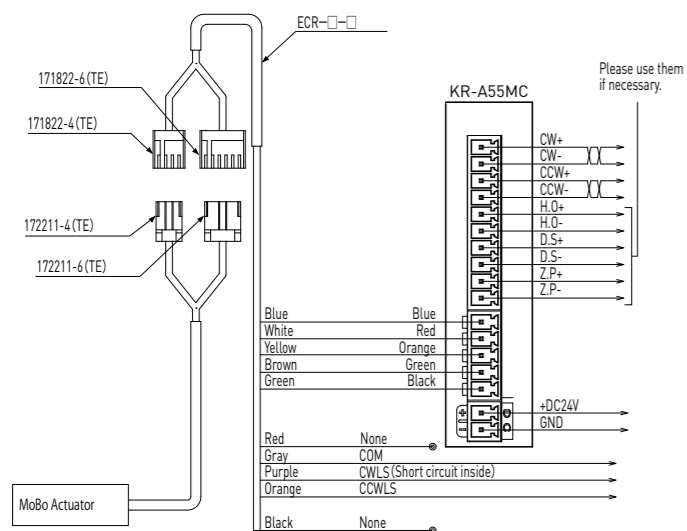 ECR-□-□
171822-6(TE)
171822-4(TE)
172211-4(TE)
172211-6(TE)
MoBo Actuator
KR-A55MC
Please use them
if necessary.
CW+
CW-
CCW+
CCW-
H.O+
H.O-
D.S+
D.S-
Z.P+
Z.P-
Blue Blue
White Red
Yellow Orange
Brown Green
Green Black
+ D +DC24V
- C GND
Red None
Gray COM
Purple CWLS(Short circuit inside)
Orange CCWLS
Black None